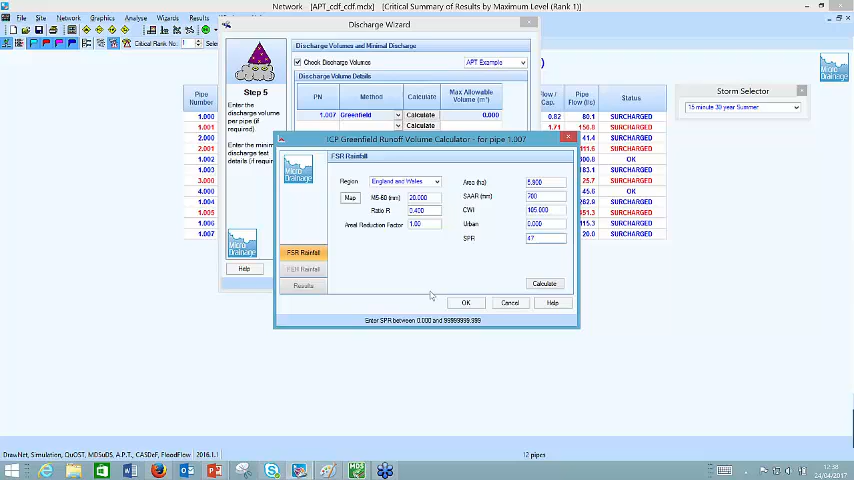 Network - [APT_cdf_cdf.mdx] - [Critical Summary of Results by Maximum Level (Rank 1)]
File Site Network Graphics Analyse Wizards Results
Critical Rank No.: 1
Discharge Wizard
Discharge Volumes and Minimal Discharge
Check Discharge Volumes
APT Example
Discharge Volume Details
PN Method Calculate Max Allowable Volume (m³)
1.007 Greenfield Calculate 0.000
Calculate
Step 5
Enter the
discharge volume
per pipe (if
required)
Enter the
discharge test
details (if
Help
Micro
Drainage
Pipe
Number
1.000
1.001
2.000
2.001
1.002
1.003
3.000
4.000
1.004
1.005
1.006
1.007
ICP Greenfield Runoff Volume Calculator - for pipe 1.007
FSR Rainfall
Region England and Wales
Map M5-60 (mm) 20.000
Ratio R 0.400
Areal Reduction Factor 1.00
Area (ha) 5.900
SAAR (mm) 700
CWI 105.000
Urban 0.000
SPR 47
FSR Rainfall
FEH Rainfall
Results
Calculate
OK Cancel Help
Enter SPR between 0.000 and 99999999.999
Flow /
Cap.
Pipe
Flow (l/s)
Status
0.82 80.1 SURCHARGED
1.71 156.8 SURCHARGED
41.4 SURCHARGED
SURCHARGED
300.8 OK
SURCHARGED
25.7 SURCHARGED
45.6 OK
262.9 SURCHARGED
351.3 SURCHARGED
SURCHARGED
20.0 SURCHARGED
Storm Selector
15 minute 30 year Summer
Micro Drainage
DrawNet, Simulation, QuOST, MDSuDS, A.P.T., CASDeF, FloodFlow 2016.1.1
12 pipes
12:38
24/04/2017